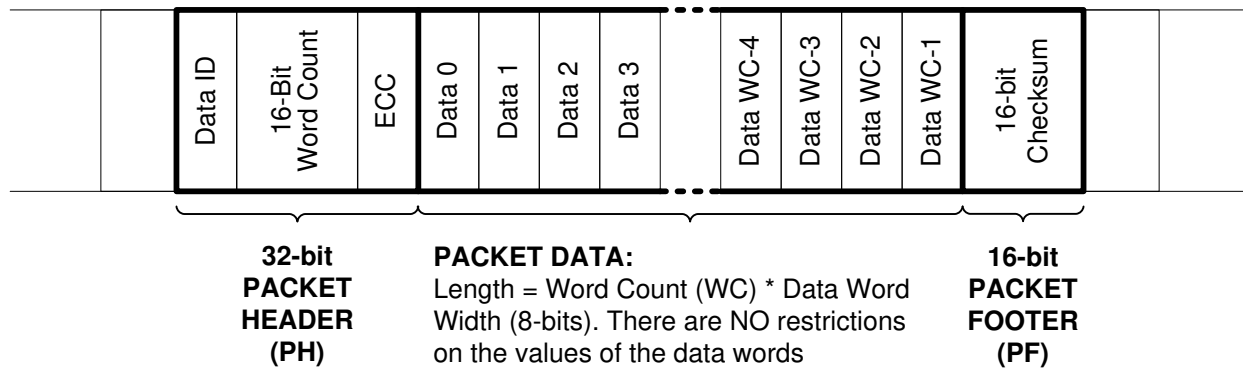 Data ID
16-Bit
Word Count
ECC
Data 0
Data 1
Data 2
Data 3
Data WC-4
Data WC-3
Data WC-2
Data WC-1
16-bit
Checksum
32-bit
PACKET
HEADER
(PH)
PACKET DATA:
Length = Word Count (WC) * Data Word
Width (8-bits). There are NO restrictions
on the values of the data words
16-bit
PACKET
FOOTER
(PF)